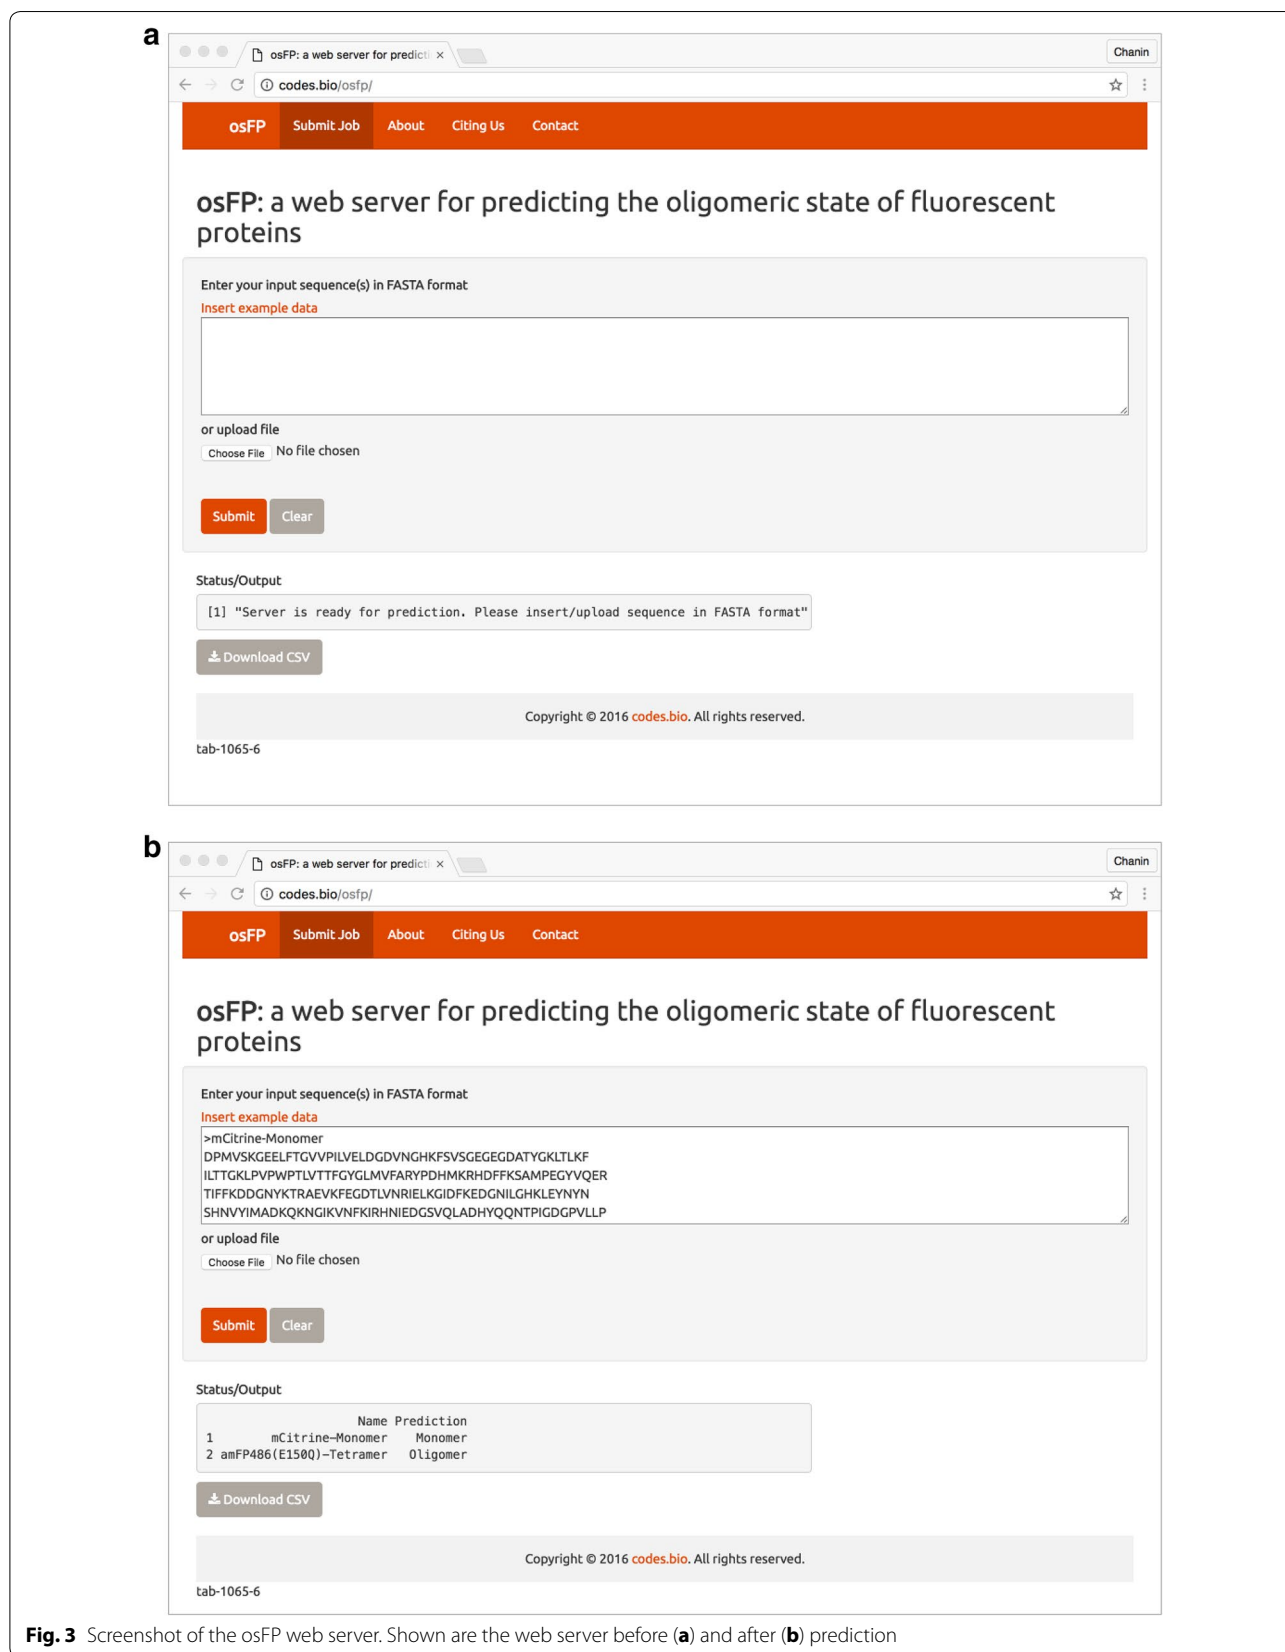 a
osFP: a web server for predicti ×
Chanin
codes.bio/osfp/
osFP Submit Job About Citing Us Contact
osFP: a web server for predicting the oligomeric state of fluorescent
proteins
Enter your input sequence(s) in FASTA format
Insert example data
or upload file
Choose File No file chosen
Submit Clear
Status/Output
[1] "Server is ready for prediction. Please insert/upload sequence in FASTA format"
Download CSV
Copyright © 2016 codes.bio. All rights reserved.
tab-1065-6
b
osFP: a web server for predicti ×
Chanin
codes.bio/osfp/
osFP Submit Job About Citing Us Contact
osFP: a web server for predicting the oligomeric state of fluorescent
proteins
Enter your input sequence(s) in FASTA format
Insert example data
>mCitrine-Monomer
DPMVSKGEELFTGVVPILVELDGDVNGHKFSVSGEGEGDATYGKLTLKF
ILTTGKLPVPWPTLVTTFGYGLMVFARYPDHMKRHDFFKSAMPEGYVQER
TIFFKDDGNYKTRAEVKFEGDTLVNRIELKGIDFKEDGNILGHKLEYNYN
SHNVYIMADKQKNGIKVNFKIRHNIEDGSVQLADHYQQNTPIGDGPVLLP
or upload file
Choose File No file chosen
Submit Clear
Status/Output
Name Prediction
1 mCitrine-Monomer Monomer
2 amFP486(E150Q)-Tetramer Oligomer
Download CSV
Copyright © 2016 codes.bio. All rights reserved.
tab-1065-6
Fig. 3 Screenshot of the osFP web server. Shown are the web server before (a) and after (b) prediction